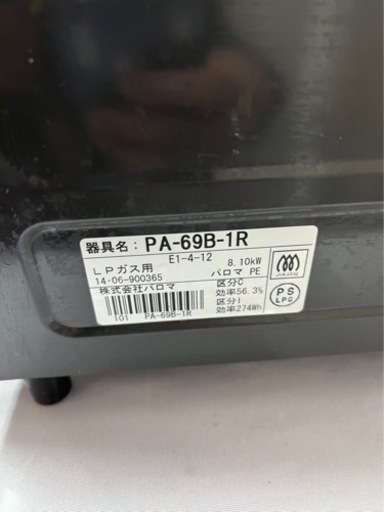 器具名: PA-69B-1R
E1-4-12 8.10kW
LPガス用 パロマ PE
14・06-900365 区分C
株式会社パロマ 効率56.3%
区分I
101 PA-69B-1R 効率274Wh
PS
LPG